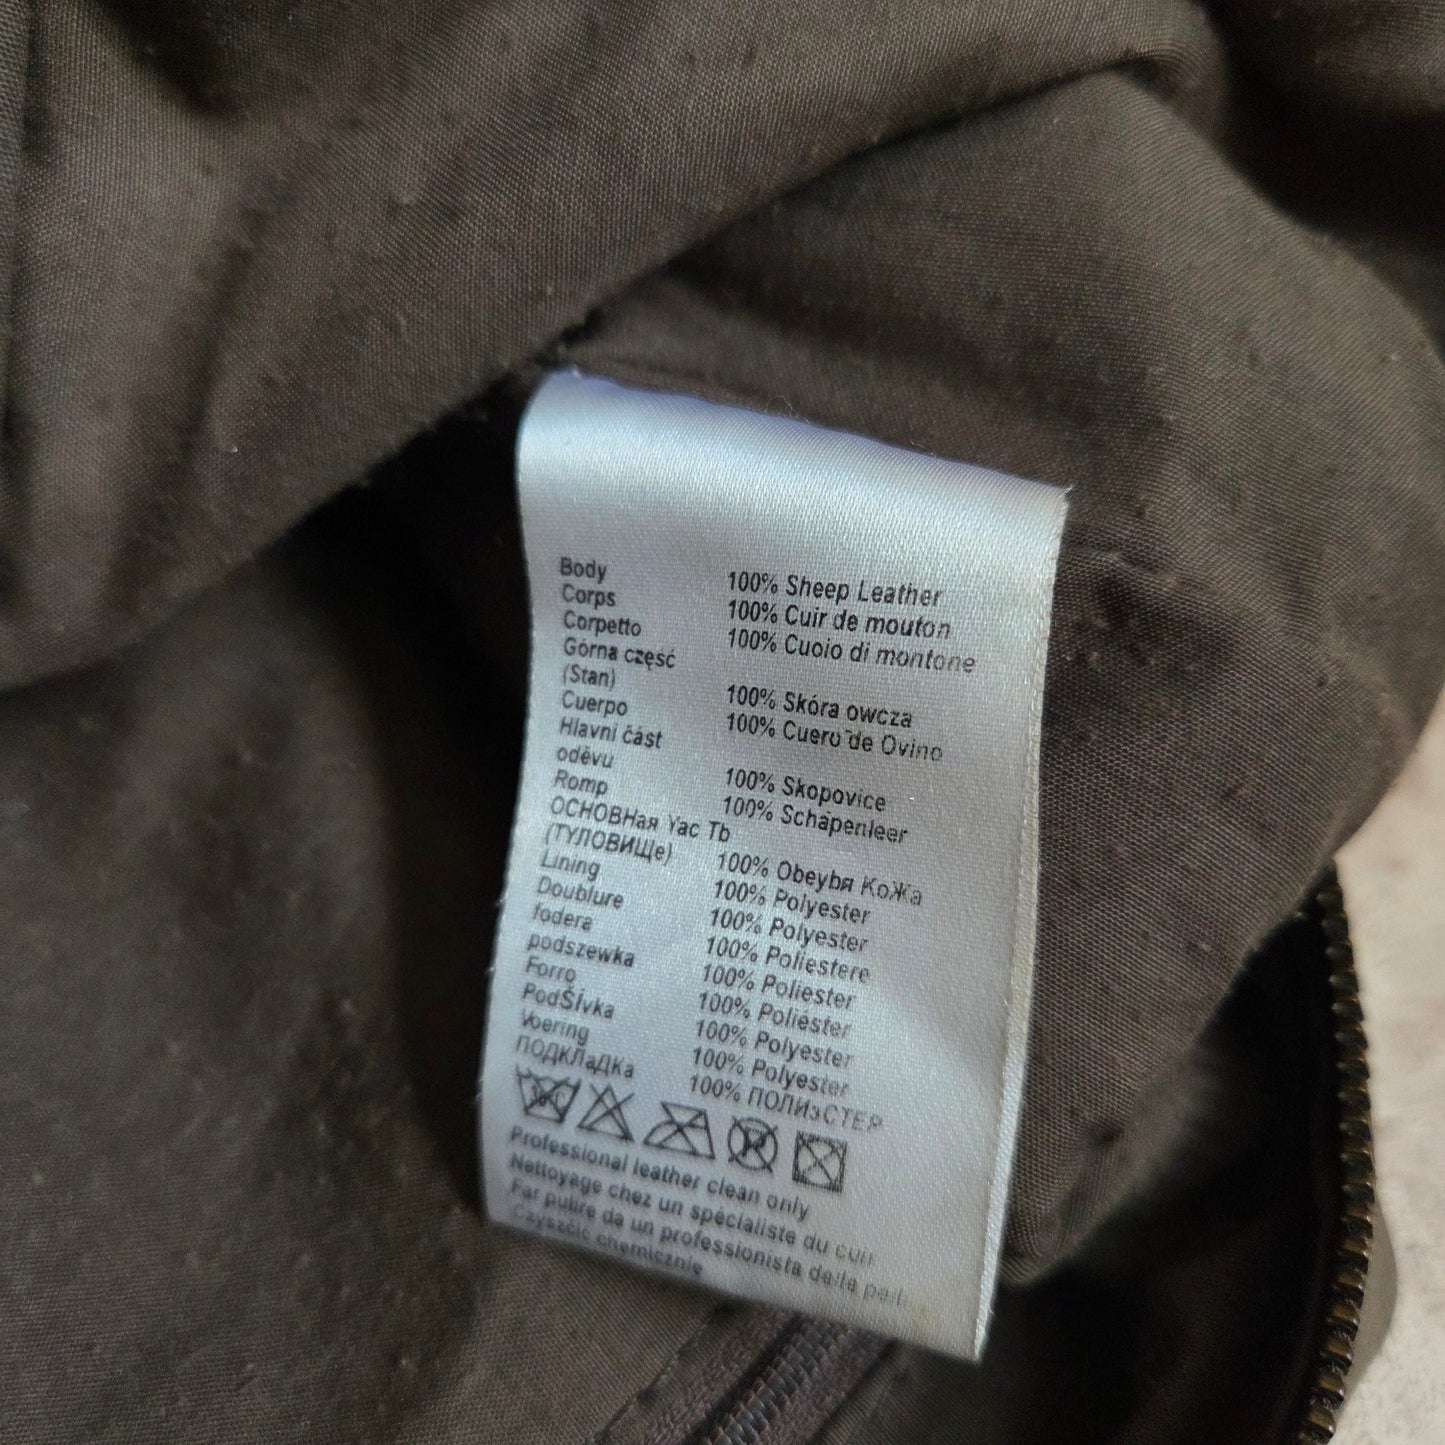 Body 100% Sheep Leather
Corps 100% Cuir de mouton
Corpetto 100% Cuoio di montone
Górna część
(Stan) 100% Skóra owcza
Cuerpo 100% Cuero de Ovino
Hlavní část
oděvu 100% Skopovice
Romp 100% Schapenleer
ОСНОВНая Yac Tb
(ТУЛОВИЩе) 100% Obeybя КоЖа
Lining 100% Polyester
Doublure 100% Polyester
fodera 100% Poliestere
podszewka 100% Poliester
Forro 100% Poliéster
PodŠÍvka 100% Polyester
Voering 100% Polyester
ПОДКЛаДКа 100% ПОЛИэСТЕР
Professional leather clean only
Nettoyage chez un spécialiste du cuir
Far pulire da un professionista della
Czyszcic chemicznię